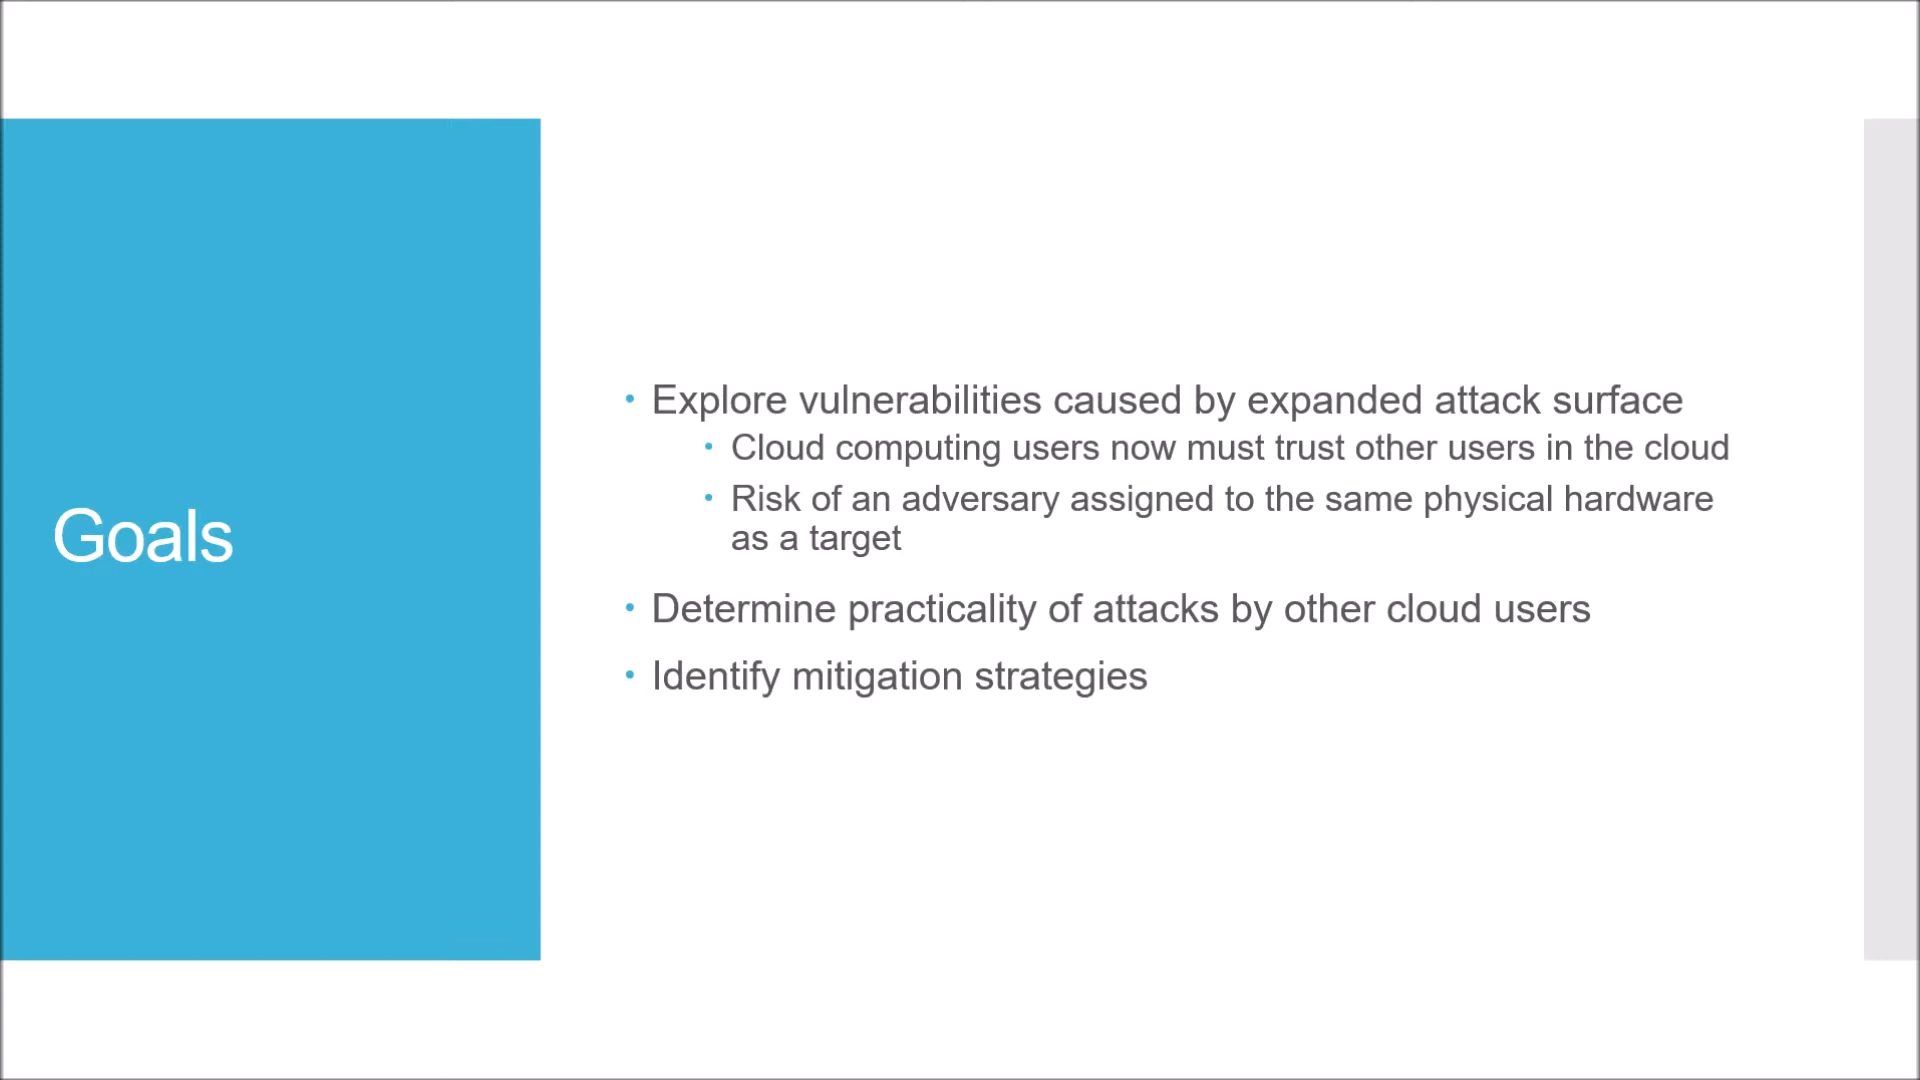 Goals
• Explore vulnerabilities caused by expanded attack surface
• Cloud computing users now must trust other users in the cloud
• Risk of an adversary assigned to the same physical hardware
as a target
• Determine practicality of attacks by other cloud users
• Identify mitigation strategies